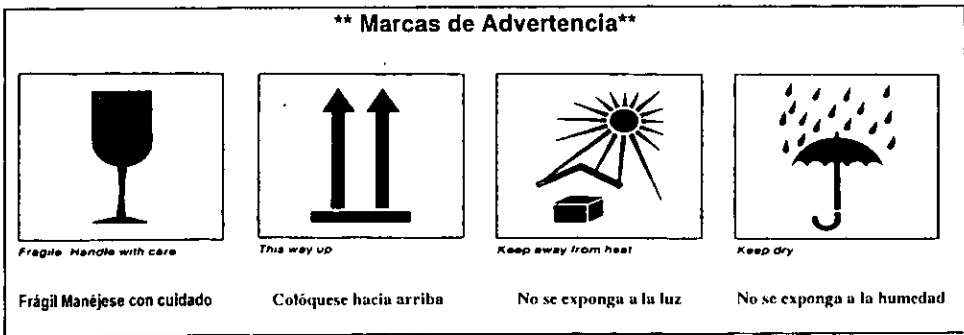 ** Marcas de Advertencia**
Fragile Handle with care
This way up
Keep away from heat
Keep dry
Frágil Manéjese con cuidado
Colóquese hacia arriba
No se exponga a la luz
No se exponga a la humedad